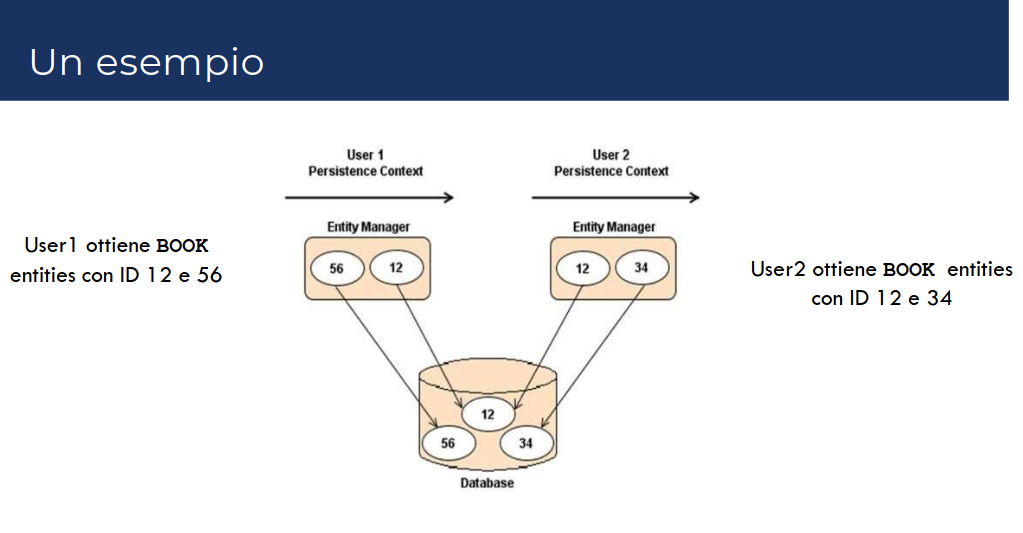 Un esempio
User 1
Persistence Context
User 2
Persistence Context
Entity Manager
Entity Manager
User1 ottiene BOOK
entities con ID 12 e 56
56
12
12
34
User2 ottiene BOOK entities
con ID 12 e 34
12
56
34
Database